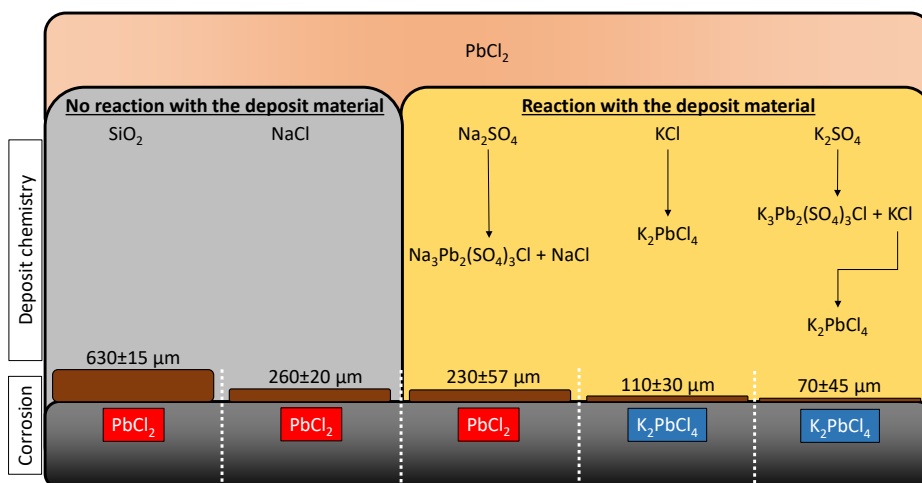 PbCl₂
No reaction with the deposit material
Reaction with the deposit material
SiO₂
NaCl
Na₂SO₄
KCl
K₂SO₄
Na₃Pb₂(SO₄)₃Cl + NaCl
K₂PbCl₄
K₃Pb₂(SO₄)₃Cl + KCl
K₂PbCl₄
Deposit chemistry
630±15 µm
260±20 µm
230±57 µm
110±30 µm
70±45 µm
Corrosion
PbCl₂
PbCl₂
PbCl₂
K₂PbCl₄
K₂PbCl₄